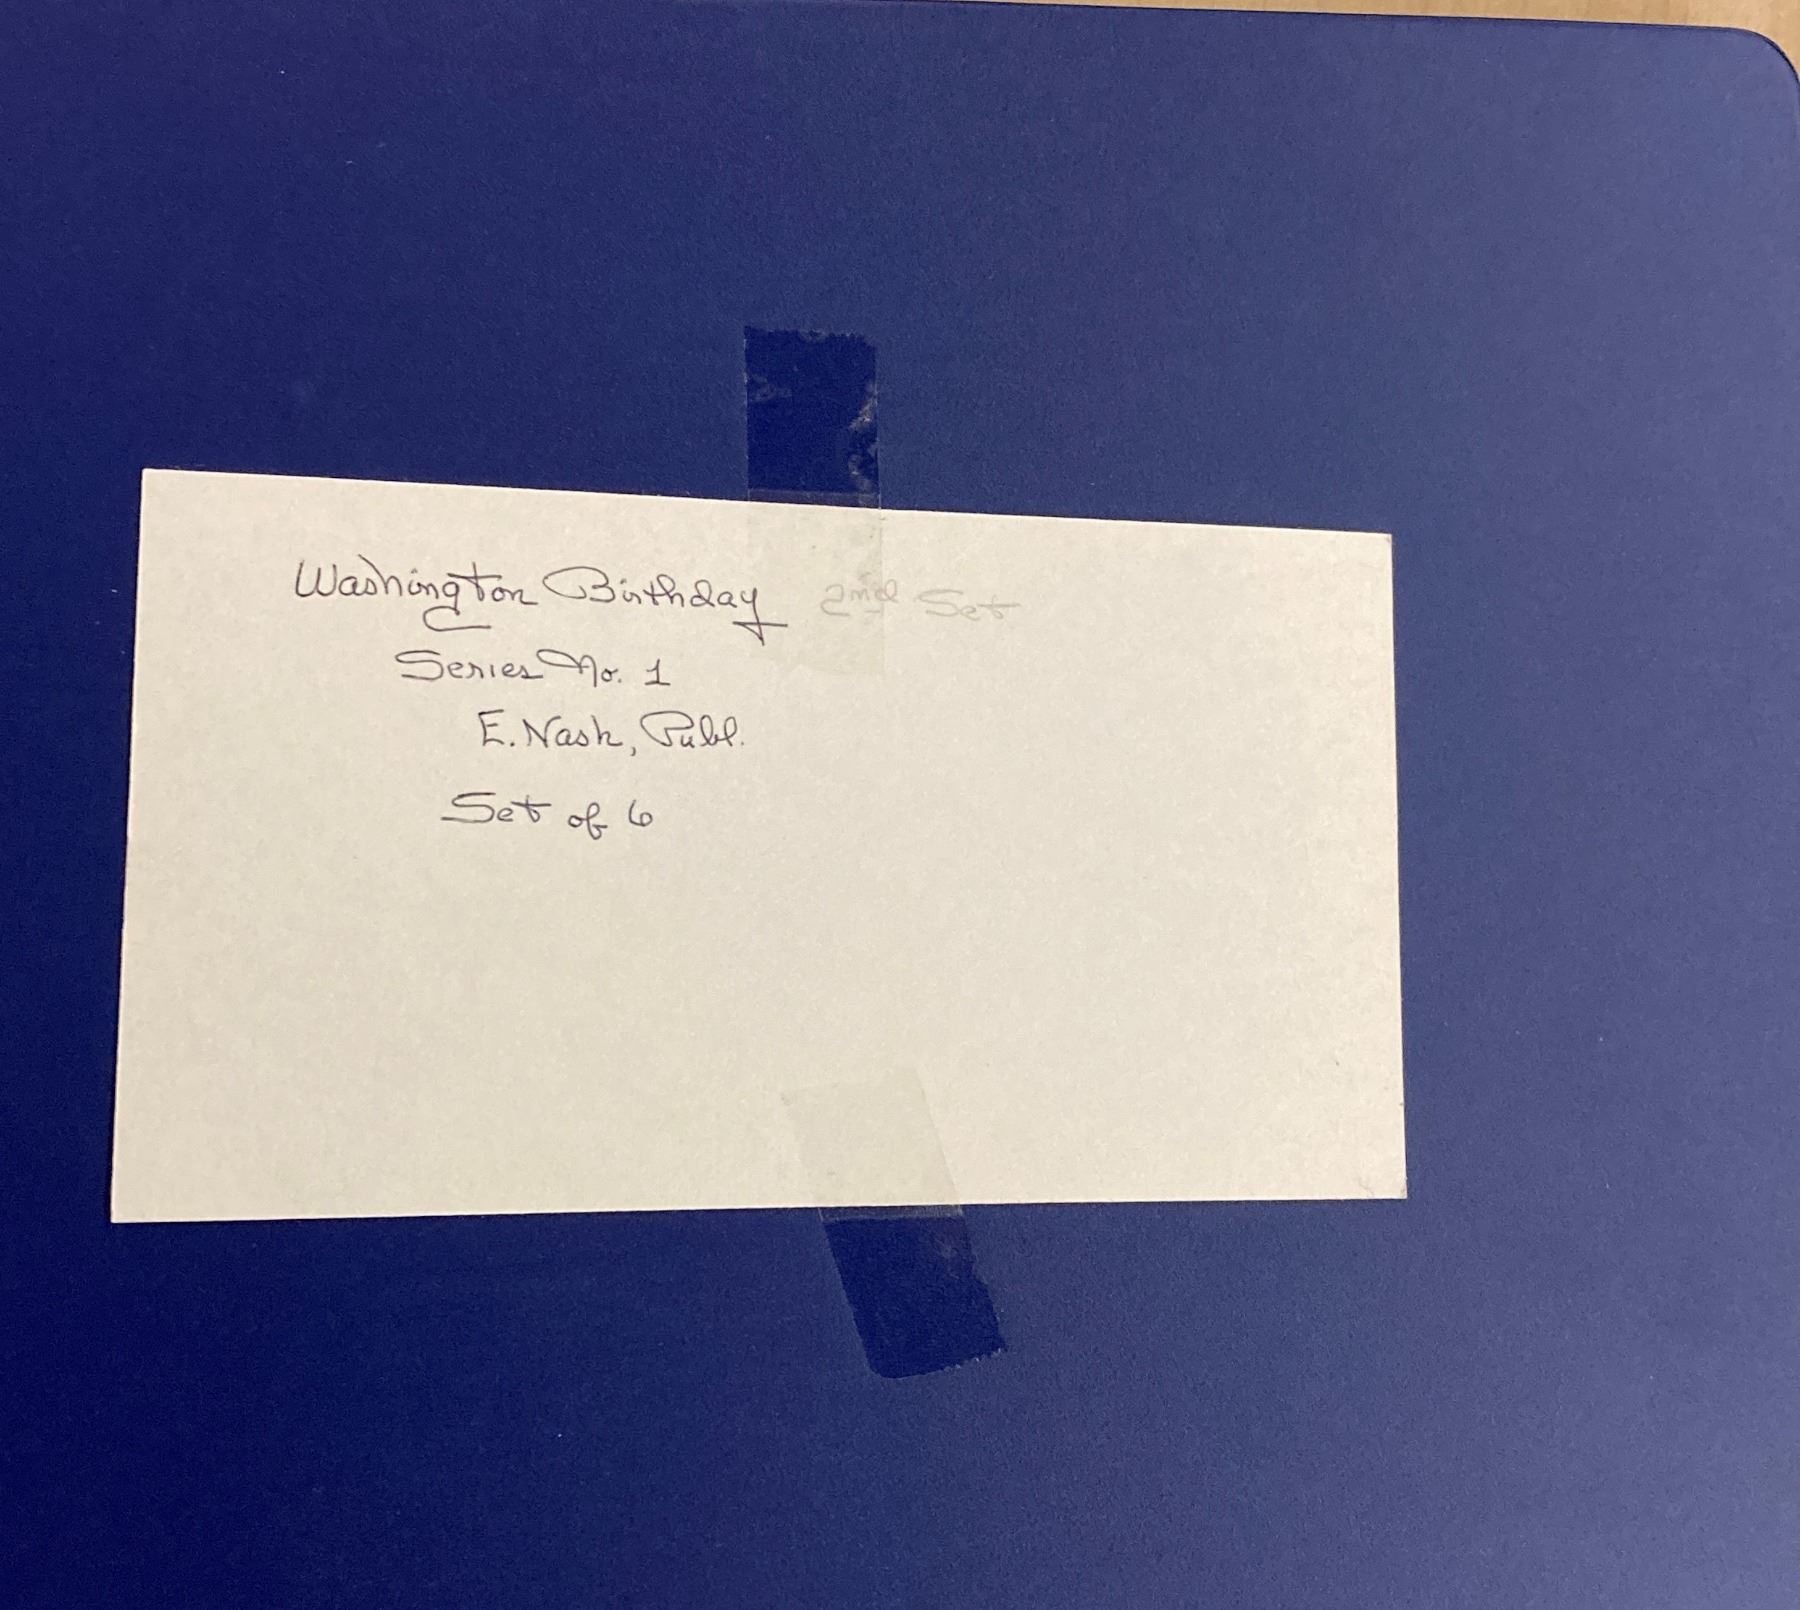 Washington Birthday 2nd Set
Series No. 1
E. Nash, Publ.
Set of 6